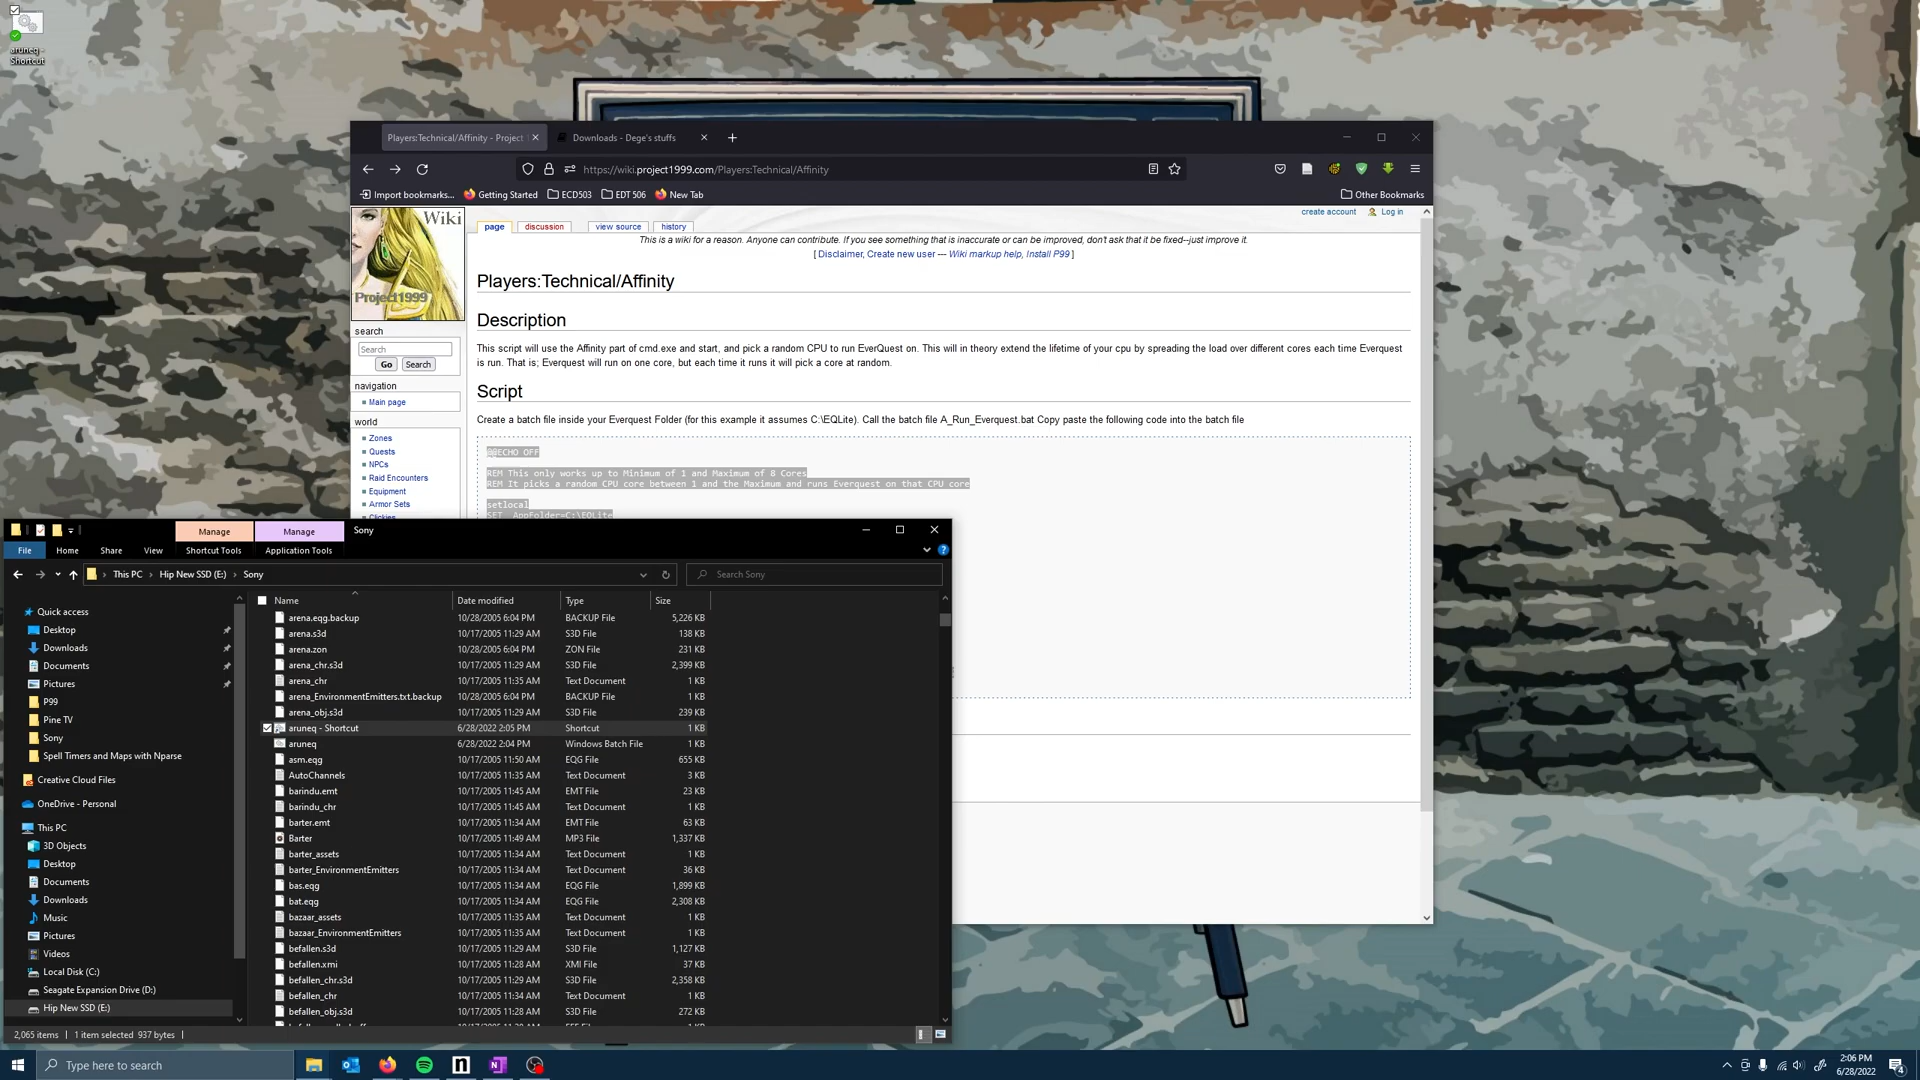 aruneq -
Shortcut
Players:Technical/Affinity - Project
Downloads - Dege's stuffs
https://wiki.project1999.com/Players:Technical/Affinity
Import bookmarks...
Getting Started
ECD503
EDT 506
New Tab
Other Bookmarks
Wiki
Project1999
page
discussion
view source
history
create account
Log in
This is a wiki for a reason. Anyone can contribute. If you see something that is inaccurate or can be improved, don't ask that it be fixed--just improve it.
[ Disclaimer, Create new user --- Wiki markup help, Install P99 ]
Players:Technical/Affinity
Description
This script will use the Affinity part of cmd.exe and start, and pick a random CPU to run EverQuest on. This will in theory extend the lifetime of your cpu by spreading the load over different cores each time Everquest
is run. That is; Everquest will run on one core, but each time it runs it will pick a core at random.
Script
Create a batch file inside your Everquest Folder (for this example it assumes C:\EQLite). Call the batch file A_Run_Everquest.bat Copy paste the following code into the batch file
@@ECHO OFF
REM This only works up to Minimum of 1 and Maximum of 8 Cores
REM It picks a random CPU core between 1 and the Maximum and runs Everquest on that CPU core
setlocal
SET _AppFolder=C:\EQLite
search
Search
Go
Search
navigation
Main page
world
Zones
Quests
NPCs
Raid Encounters
Equipment
Armor Sets
Clickies
Manage
Manage
Sony
File
Home
Share
View
Shortcut Tools
Application Tools
This PC > Hip New SSD (E:) > Sony
Search Sony
Quick access
Desktop
Downloads
Documents
Pictures
P99
Pine TV
Sony
Spell Timers and Maps with Nparse
Creative Cloud Files
OneDrive - Personal
This PC
3D Objects
Desktop
Documents
Downloads
Music
Pictures
Videos
Local Disk (C:)
Seagate Expansion Drive (D:)
Hip New SSD (E:)
Name Date modified Type Size
arena.eqg.backup 10/28/2005 6:04 PM BACKUP File 5,226 KB
arena.s3d 10/17/2005 11:29 AM S3D File 138 KB
arena.zon 10/28/2005 6:04 PM ZON File 231 KB
arena_chr.s3d 10/17/2005 11:29 AM S3D File 2,399 KB
arena_chr 10/17/2005 11:35 AM Text Document 1 KB
arena_EnvironmentEmitters.txt.backup 10/28/2005 6:04 PM BACKUP File 1 KB
arena_obj.s3d 10/17/2005 11:29 AM S3D File 239 KB
aruneq - Shortcut 6/28/2022 2:05 PM Shortcut 1 KB
aruneq 6/28/2022 2:04 PM Windows Batch File 1 KB
asm.eqg 10/17/2005 11:50 AM EQG File 655 KB
AutoChannels 10/17/2005 11:35 AM Text Document 3 KB
barindu.emt 10/17/2005 11:45 AM EMT File 23 KB
barindu_chr 10/17/2005 11:45 AM Text Document 1 KB
barter.emt 10/17/2005 11:34 AM EMT File 63 KB
Barter 10/17/2005 11:49 AM MP3 File 1,337 KB
barter_assets 10/17/2005 11:34 AM Text Document 1 KB
barter_EnvironmentEmitters 10/17/2005 11:34 AM Text Document 36 KB
bas.eqg 10/17/2005 11:34 AM EQG File 1,899 KB
bat.eqg 10/17/2005 11:34 AM EQG File 2,308 KB
bazaar_assets 10/17/2005 11:35 AM Text Document 1 KB
bazaar_EnvironmentEmitters 10/17/2005 11:35 AM Text Document 1 KB
befallen.s3d 10/17/2005 11:29 AM S3D File 1,127 KB
befallen.xmi 10/17/2005 11:28 AM XMI File 37 KB
befallen_chr.s3d 10/17/2005 11:29 AM S3D File 2,358 KB
befallen_chr 10/17/2005 11:34 AM Text Document 1 KB
befallen_obj.s3d 10/17/2005 11:29 AM S3D File 272 KB
2,065 items
1 item selected 937 bytes
Type here to search
2:06 PM
6/28/2022
4